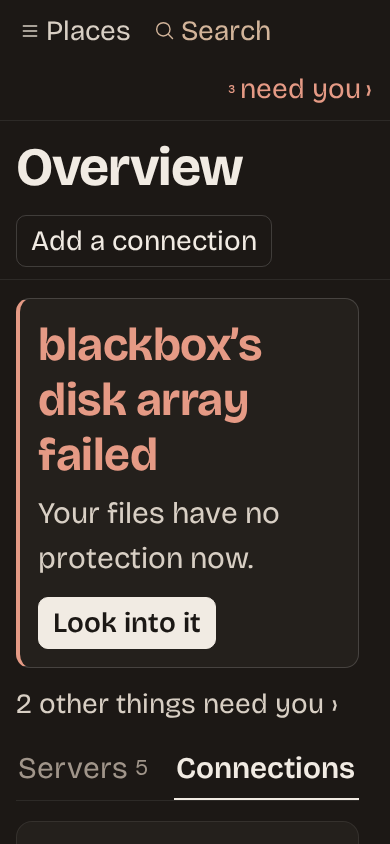 Places Search
3 need you ›
Overview
Add a connection
blackbox’s
disk array
failed
Your files have no
protection now.
Look into it
2 other things need you ›
Servers 5 Connections